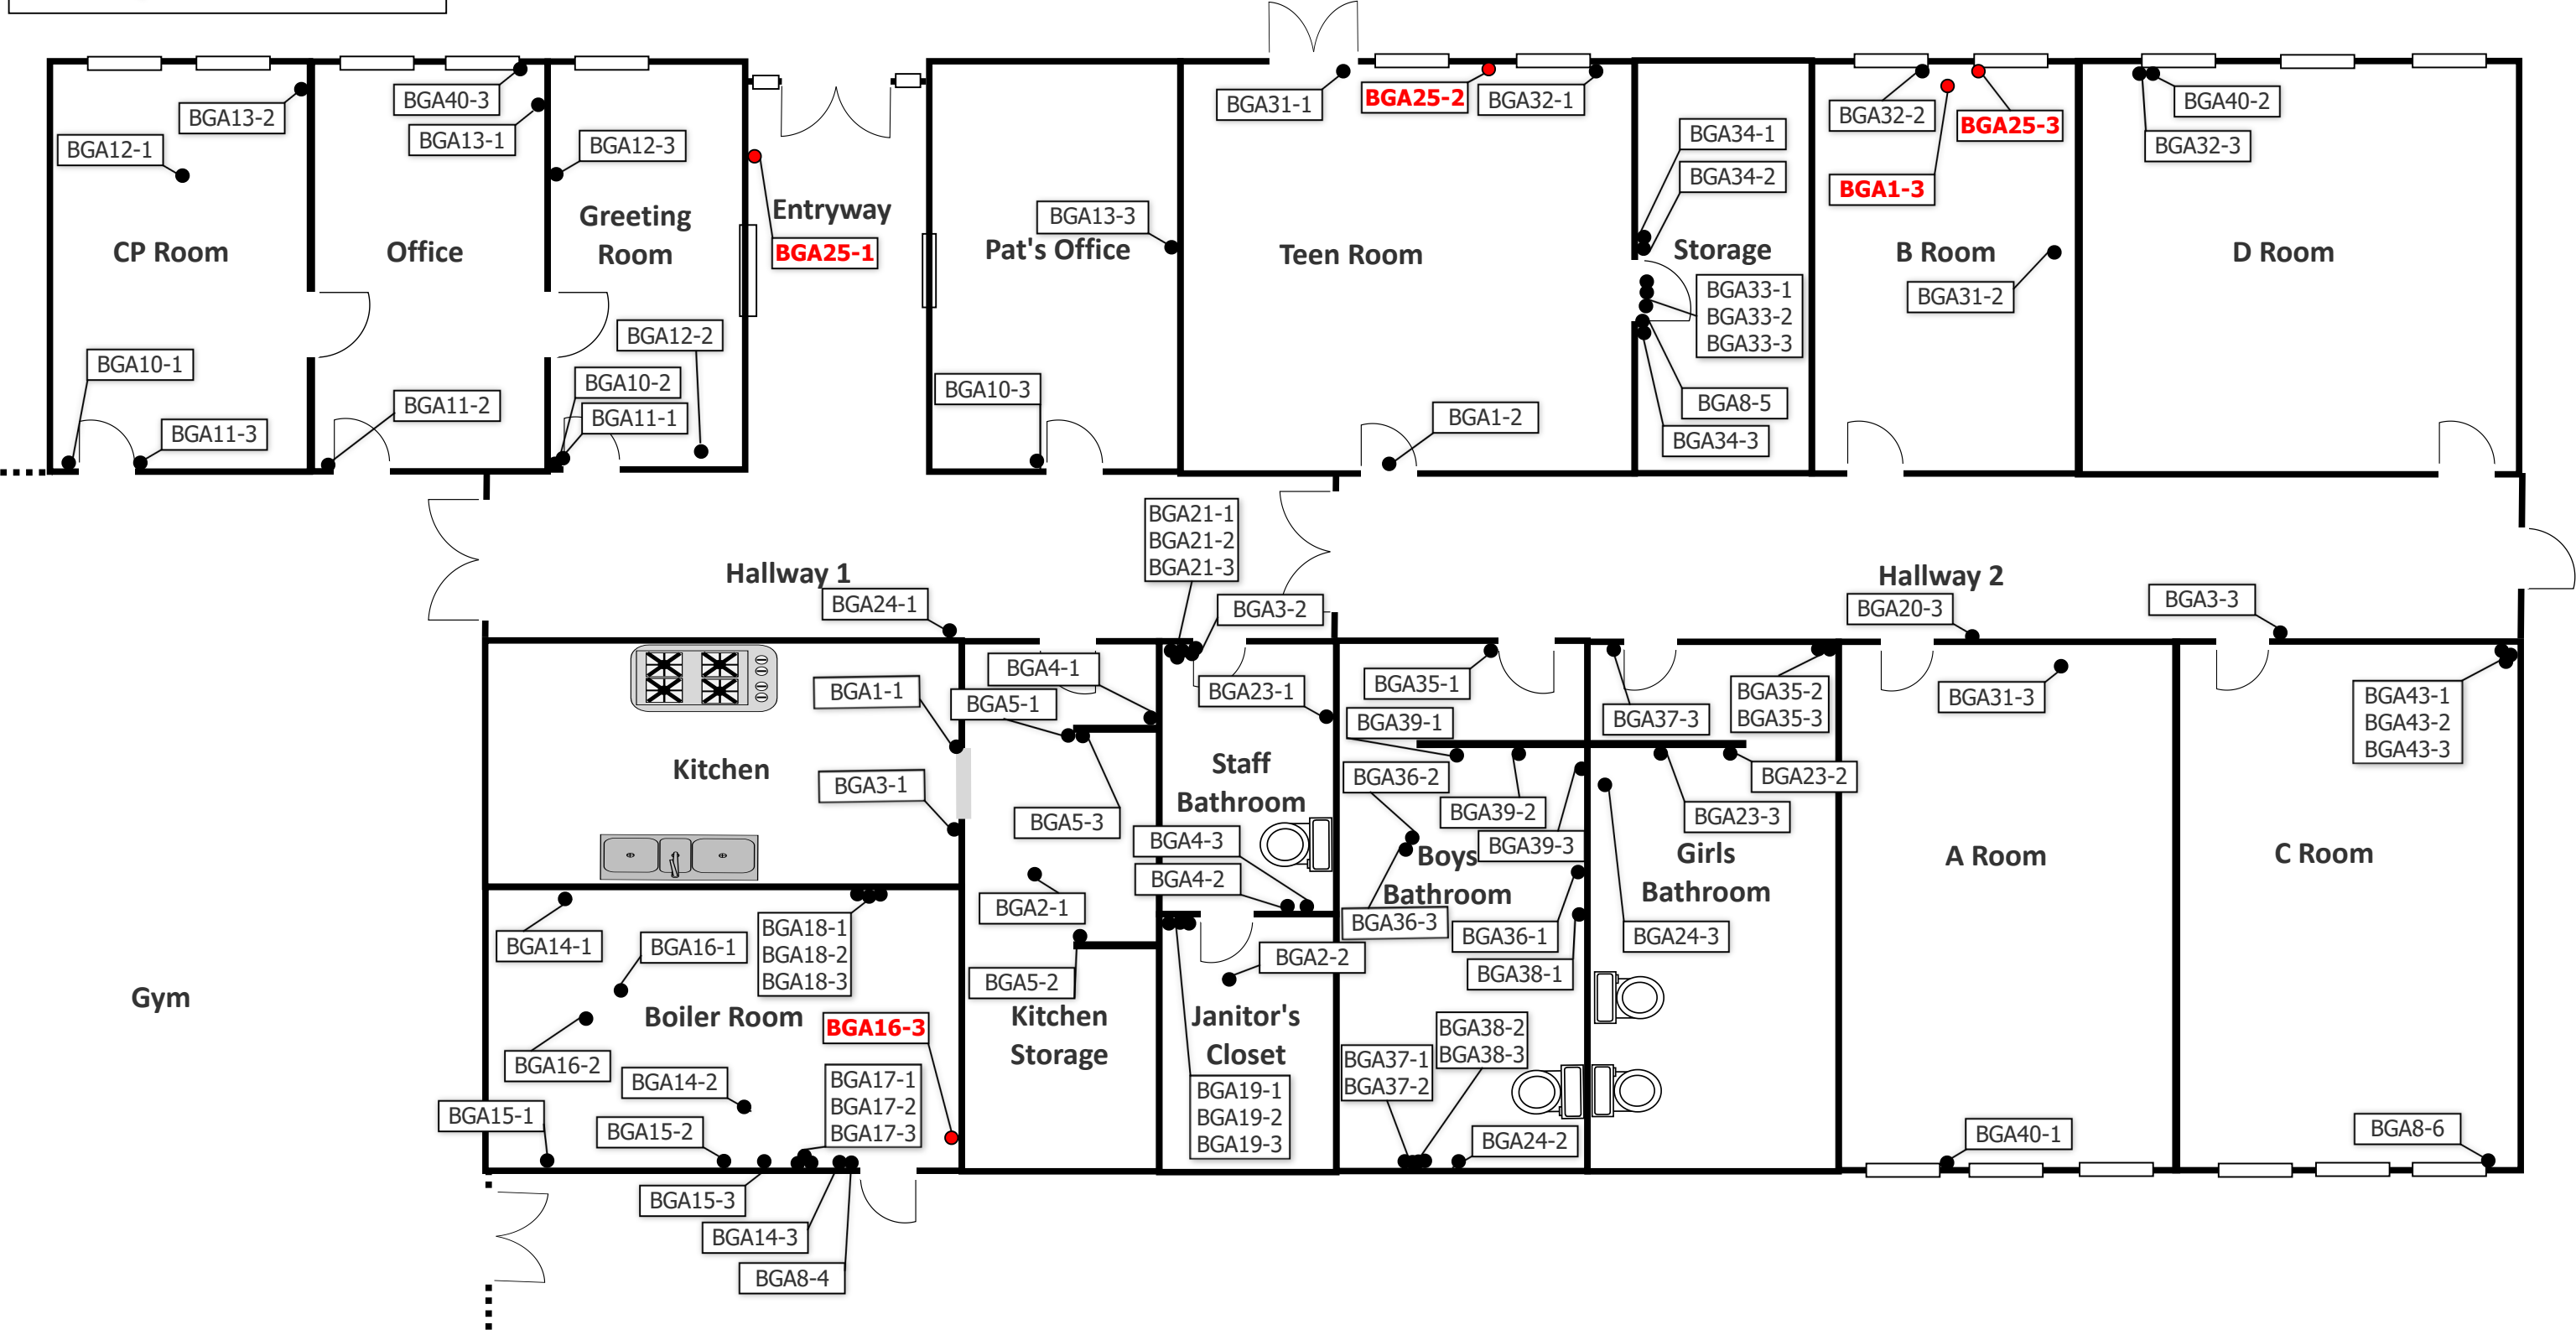 BGA40-3
BGA13-2
BGA13-1
BGA12-1
BGA12-3
BGA31-1
BGA25-2
BGA32-1
BGA32-2
BGA25-3
BGA40-2
BGA32-3
BGA34-1
BGA34-2
BGA1-3
Greeting
Room
Entryway
BGA25-1
BGA13-3
CP Room
Office
Pat's Office
Teen Room
Storage
B Room
D Room
BGA31-2
BGA33-1
BGA33-2
BGA33-3
BGA12-2
BGA10-1
BGA10-2
BGA10-3
BGA11-2
BGA11-1
BGA11-3
BGA1-2
BGA8-5
BGA34-3
BGA21-1
BGA21-2
BGA21-3
Hallway 1
Hallway 2
BGA24-1
BGA3-2
BGA20-3
BGA3-3
BGA4-1
BGA1-1
BGA5-1
BGA23-1
BGA35-1
BGA39-1
BGA37-3
BGA35-2
BGA35-3
BGA31-3
BGA43-1
BGA43-2
BGA43-3
Kitchen
BGA3-1
BGA5-3
Staff
Bathroom
BGA36-2
BGA39-2
BGA39-3
BGA23-2
BGA23-3
BGA4-3
BGA4-2
Boys
Bathroom
Girls
Bathroom
A Room
C Room
BGA2-1
BGA36-3
BGA36-1
BGA24-3
BGA14-1
BGA16-1
BGA18-1
BGA18-2
BGA18-3
BGA5-2
BGA2-2
BGA38-1
Gym
Boiler Room
BGA16-3
Kitchen
Storage
Janitor's
Closet
BGA38-2
BGA38-3
BGA37-1
BGA37-2
BGA16-2
BGA14-2
BGA17-1
BGA17-2
BGA17-3
BGA19-1
BGA19-2
BGA19-3
BGA15-1
BGA15-2
BGA24-2
BGA40-1
BGA8-6
BGA15-3
BGA14-3
BGA8-4